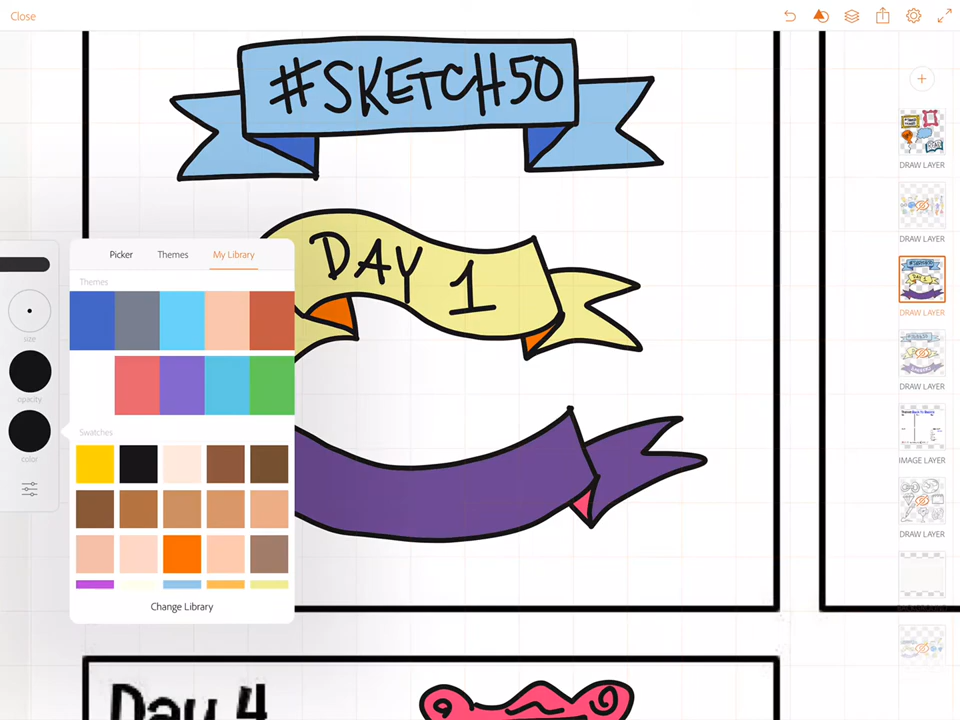 Close
#SKETCH50
DAY 1
Picker
Themes
My Library
Themes
Swatches
Change Library
size
opacity
color
DRAW LAYER
DRAW LAYER
DRAW LAYER
DRAW LAYER
IMAGE LAYER
DRAW LAYER
Day 4